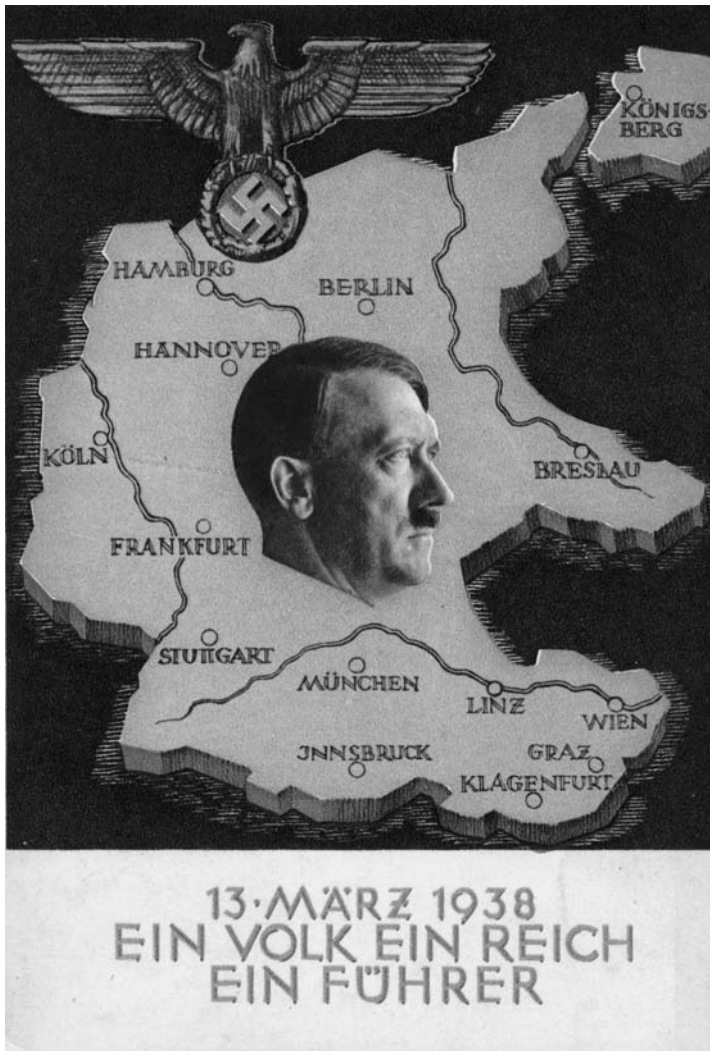 KÖNIGS-
BERG
HAMBURG
BERLIN
HANNOVER
KÖLN
BRESLAU
FRANKFURT
STUTTGART
MÜNCHEN
LINZ
WIEN
JNNSBRUCK
GRAZ
KLAGENFURT
13·MÄRZ 1938
EIN VOLK EIN REICH
EIN FÜHRER